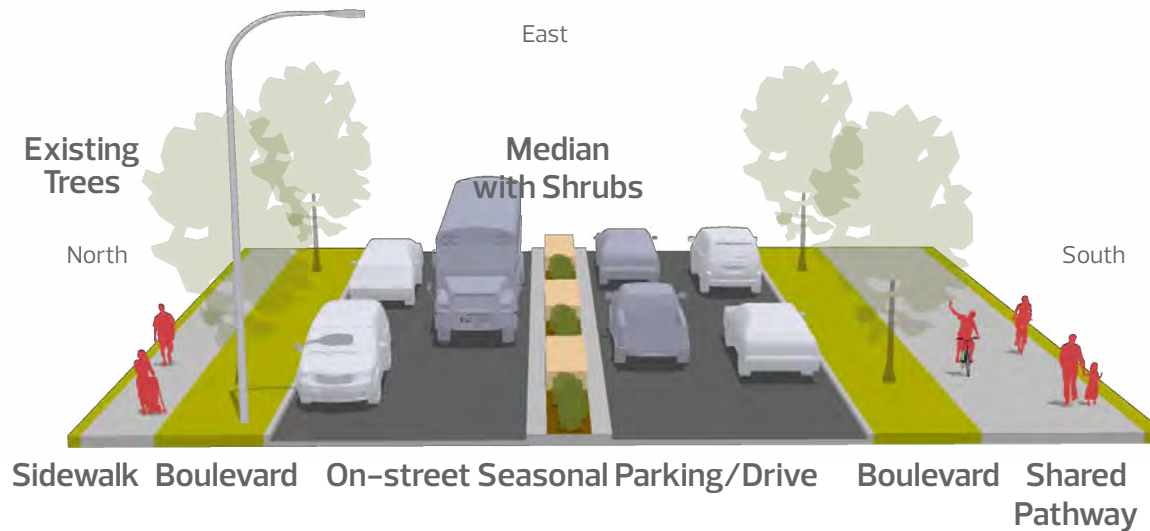 East
Existing
Trees
Median
with Shrubs
North
South
Sidewalk Boulevard On-street Seasonal Parking/Drive Boulevard Shared
Pathway